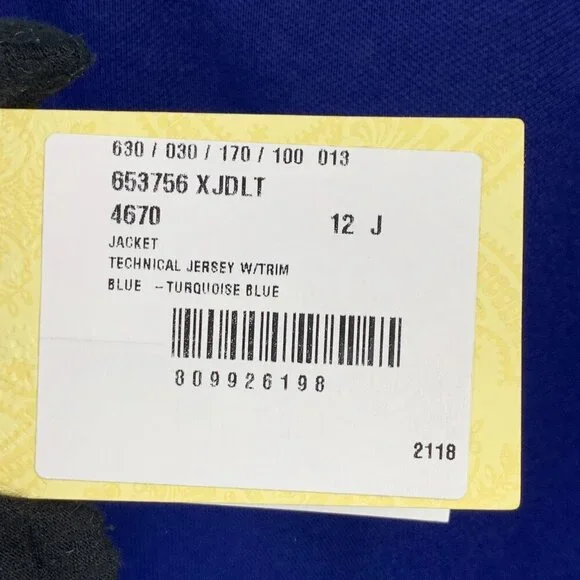 630 / 030 / 170 / 100 013
653756 XJDLT
4670 12 J
JACKET
TECHNICAL JERSEY W/TRIM
BLUE -TURQUOISE BLUE
809926198
2118